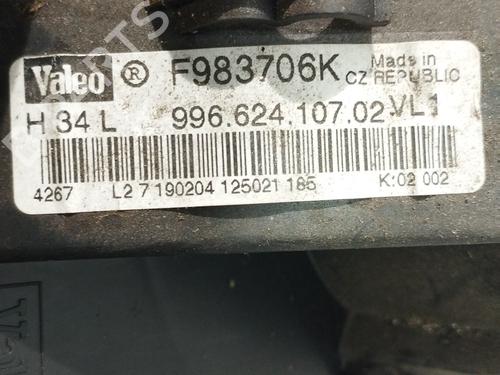 Valeo ® F983706K Made in CZ REPUBLIC
H 34 L 996.624.107.02 VL1
4267 L2 7 190204 125021 185 K:02 002